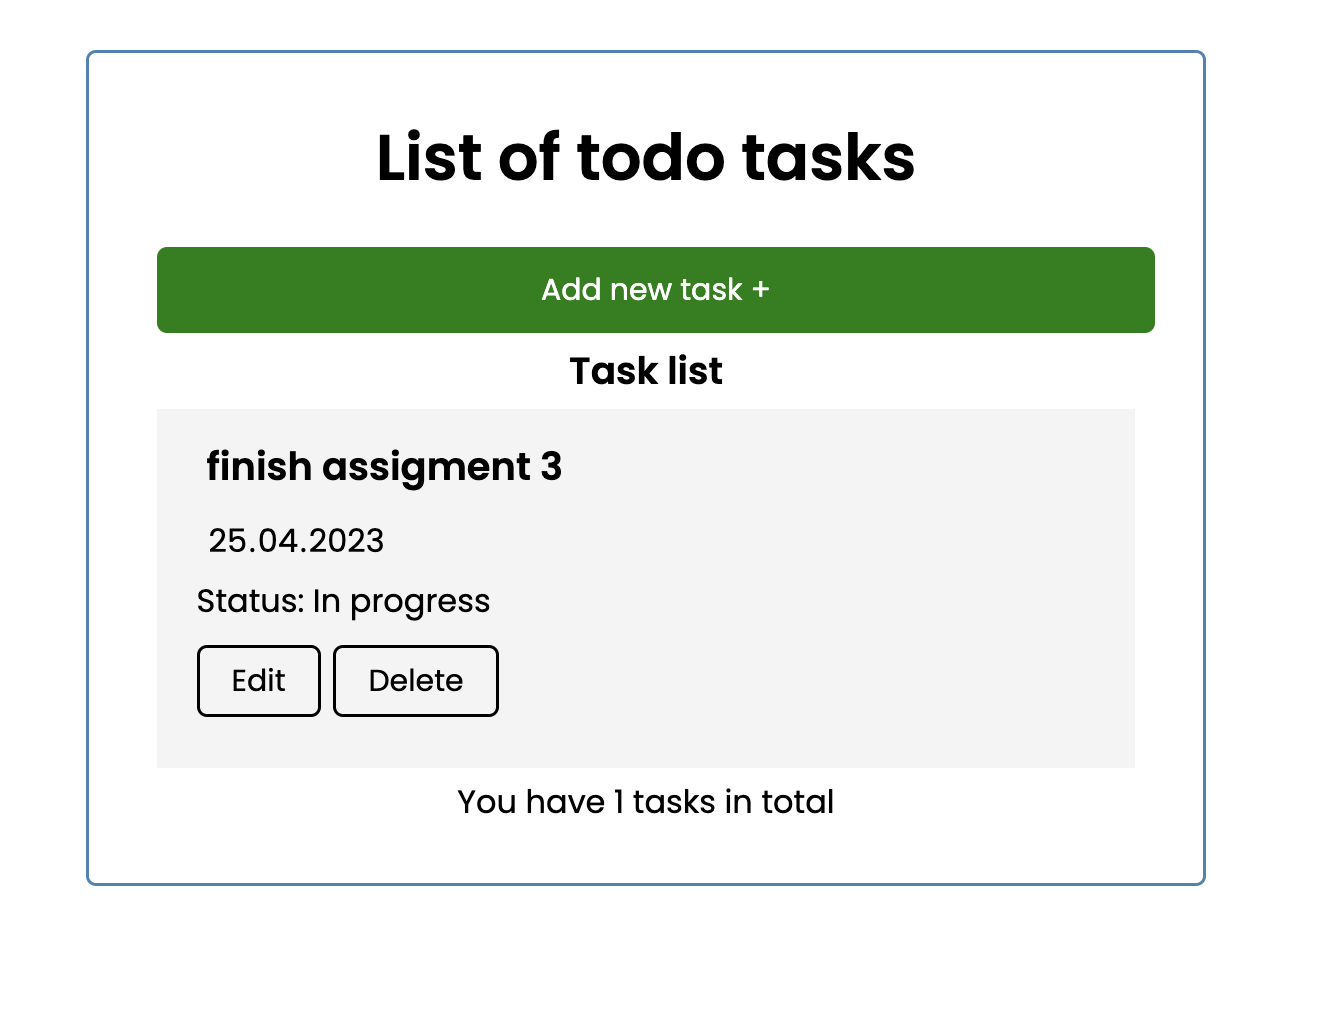 List of todo tasks
Add new task +
Task list
finish assigment 3
25.04.2023
Status: In progress
Edit Delete
You have 1 tasks in total